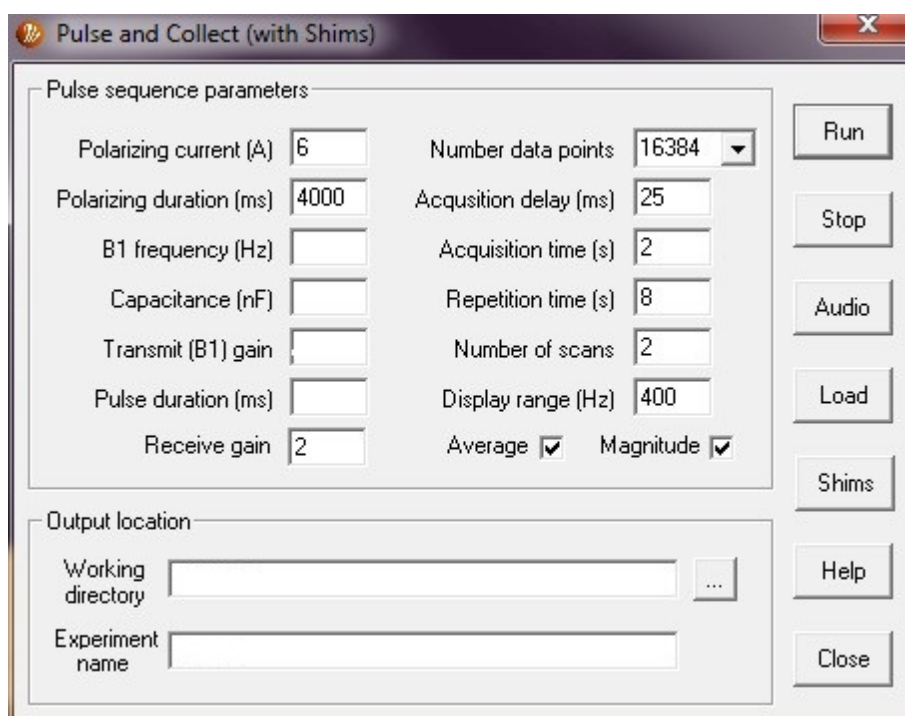 Pulse and Collect (with Shims)
Pulse sequence parameters
Polarizing current (A) 6
Number data points 16384
Polarizing duration (ms) 4000
Acqusition delay (ms) 25
B1 frequency (Hz)
Acquisition time (s) 2
Capacitance (nF)
Repetition time (s) 8
Transmit (B1) gain
Number of scans 2
Pulse duration (ms)
Display range (Hz) 400
Receive gain 2
Average
Magnitude
Output location
Working
directory
...
Experiment
name
Run
Stop
Audio
Load
Shims
Help
Close